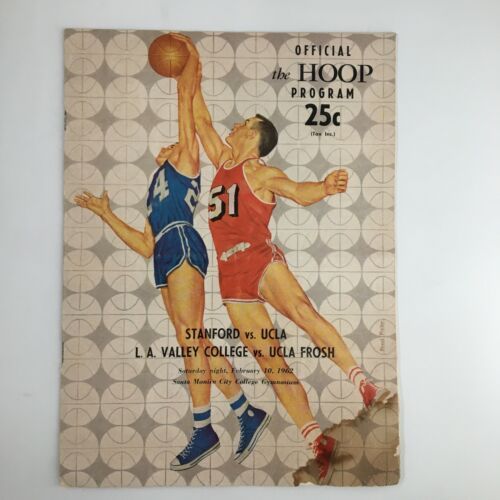 OFFICIAL
the HOOP
PROGRAM
25c
(Tax Inc.)
24
51
STANFORD vs. UCLA
L. A. VALLEY COLLEGE vs. UCLA FROSH
Saturday night, February 10, 1962
Santa Monica City College Gymnasium